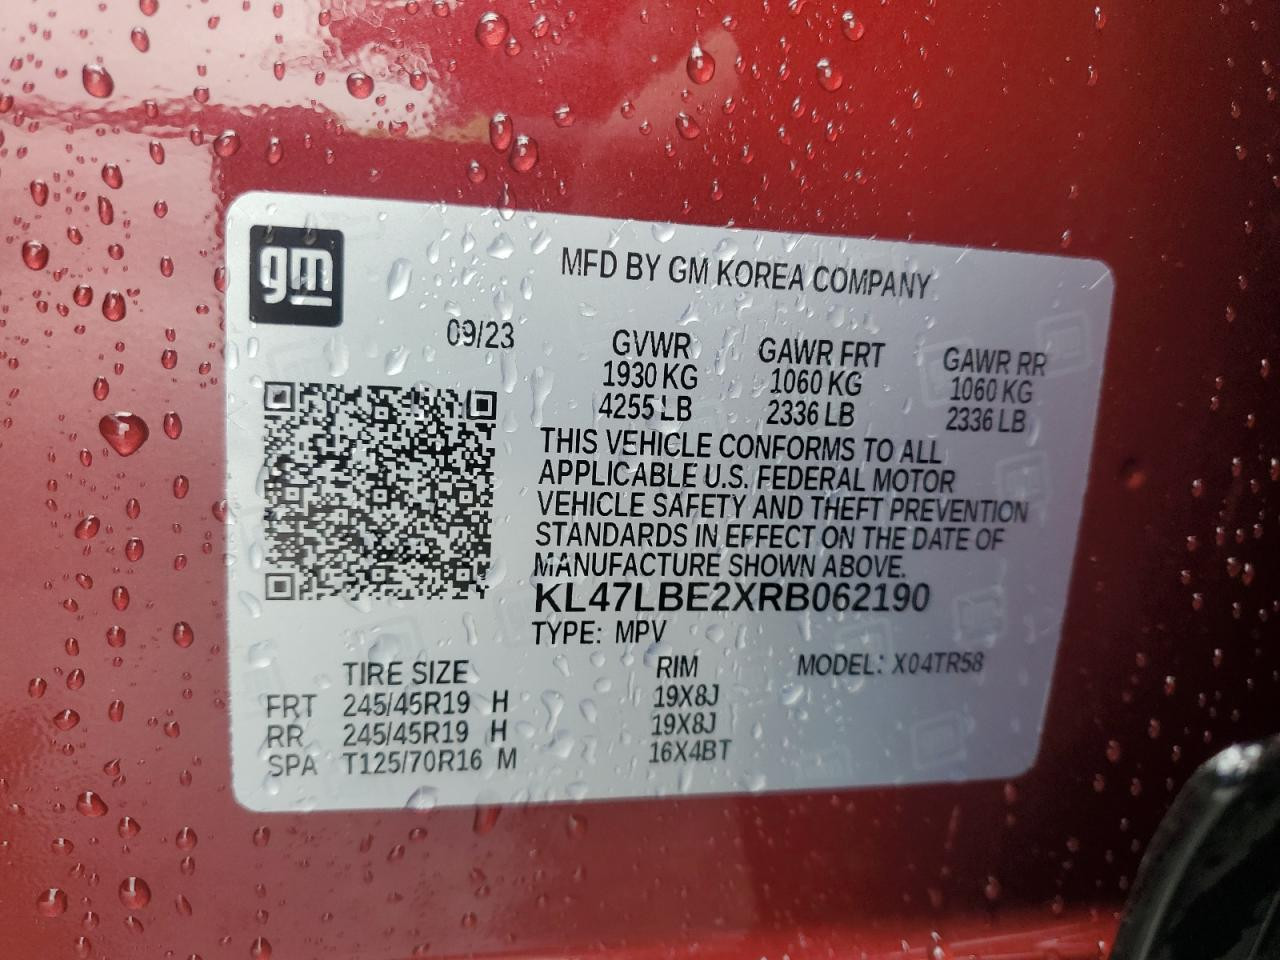 gm
MFD BY GM KOREA COMPANY
09/23
GVWR GAWR FRT GAWR RR
1930 KG 1060 KG 1060 KG
4255 LB 2336 LB 2336 LB
THIS VEHICLE CONFORMS TO ALL
APPLICABLE U.S. FEDERAL MOTOR
VEHICLE SAFETY AND THEFT PREVENTION
STANDARDS IN EFFECT ON THE DATE OF
MANUFACTURE SHOWN ABOVE.
KL47LBE2XRB062190
TYPE: MPV
TIRE SIZE RIM MODEL: X04TR58
FRT 245/45R19 H 19X8J
RR 245/45R19 H 19X8J
SPA T125/70R16 M 16X4BT